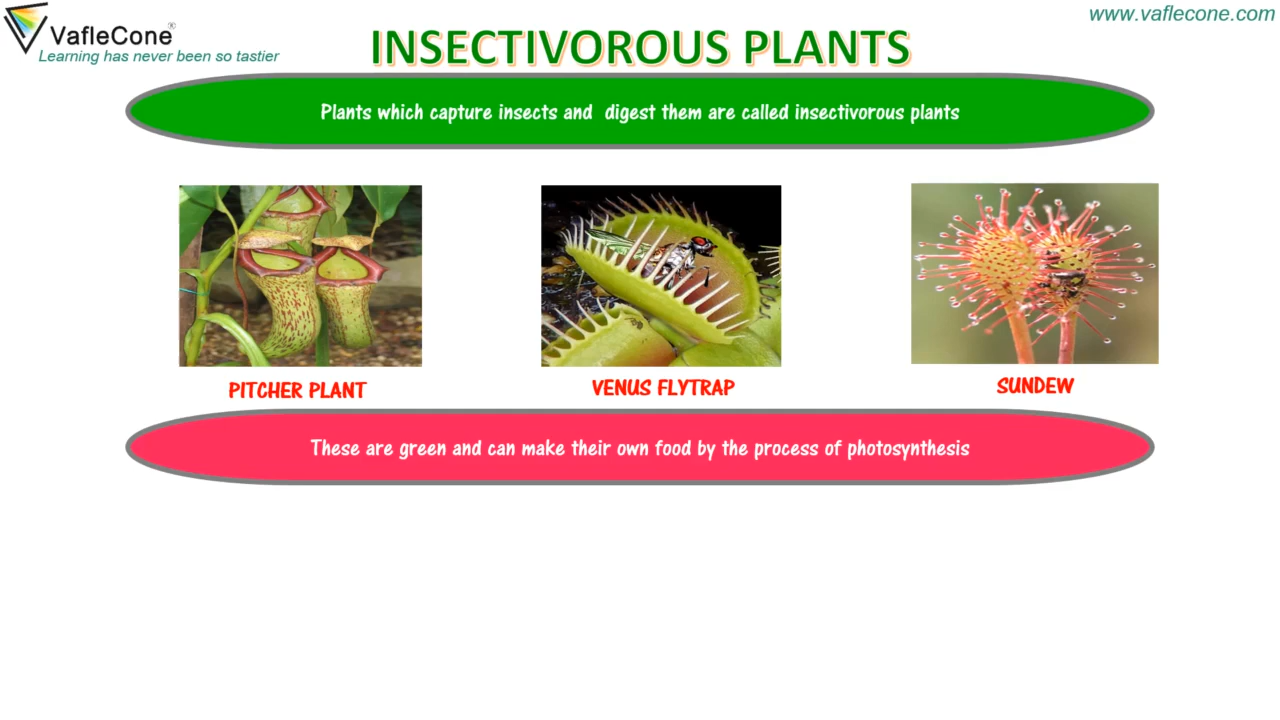 VafleCone®
Learning has never been so tastier
www.vaflecone.com
INSECTIVOROUS PLANTS
Plants which capture insects and  digest them are called insectivorous plants
PITCHER PLANT
VENUS FLYTRAP
SUNDEW
These are green and can make their own food by the process of photosynthesis